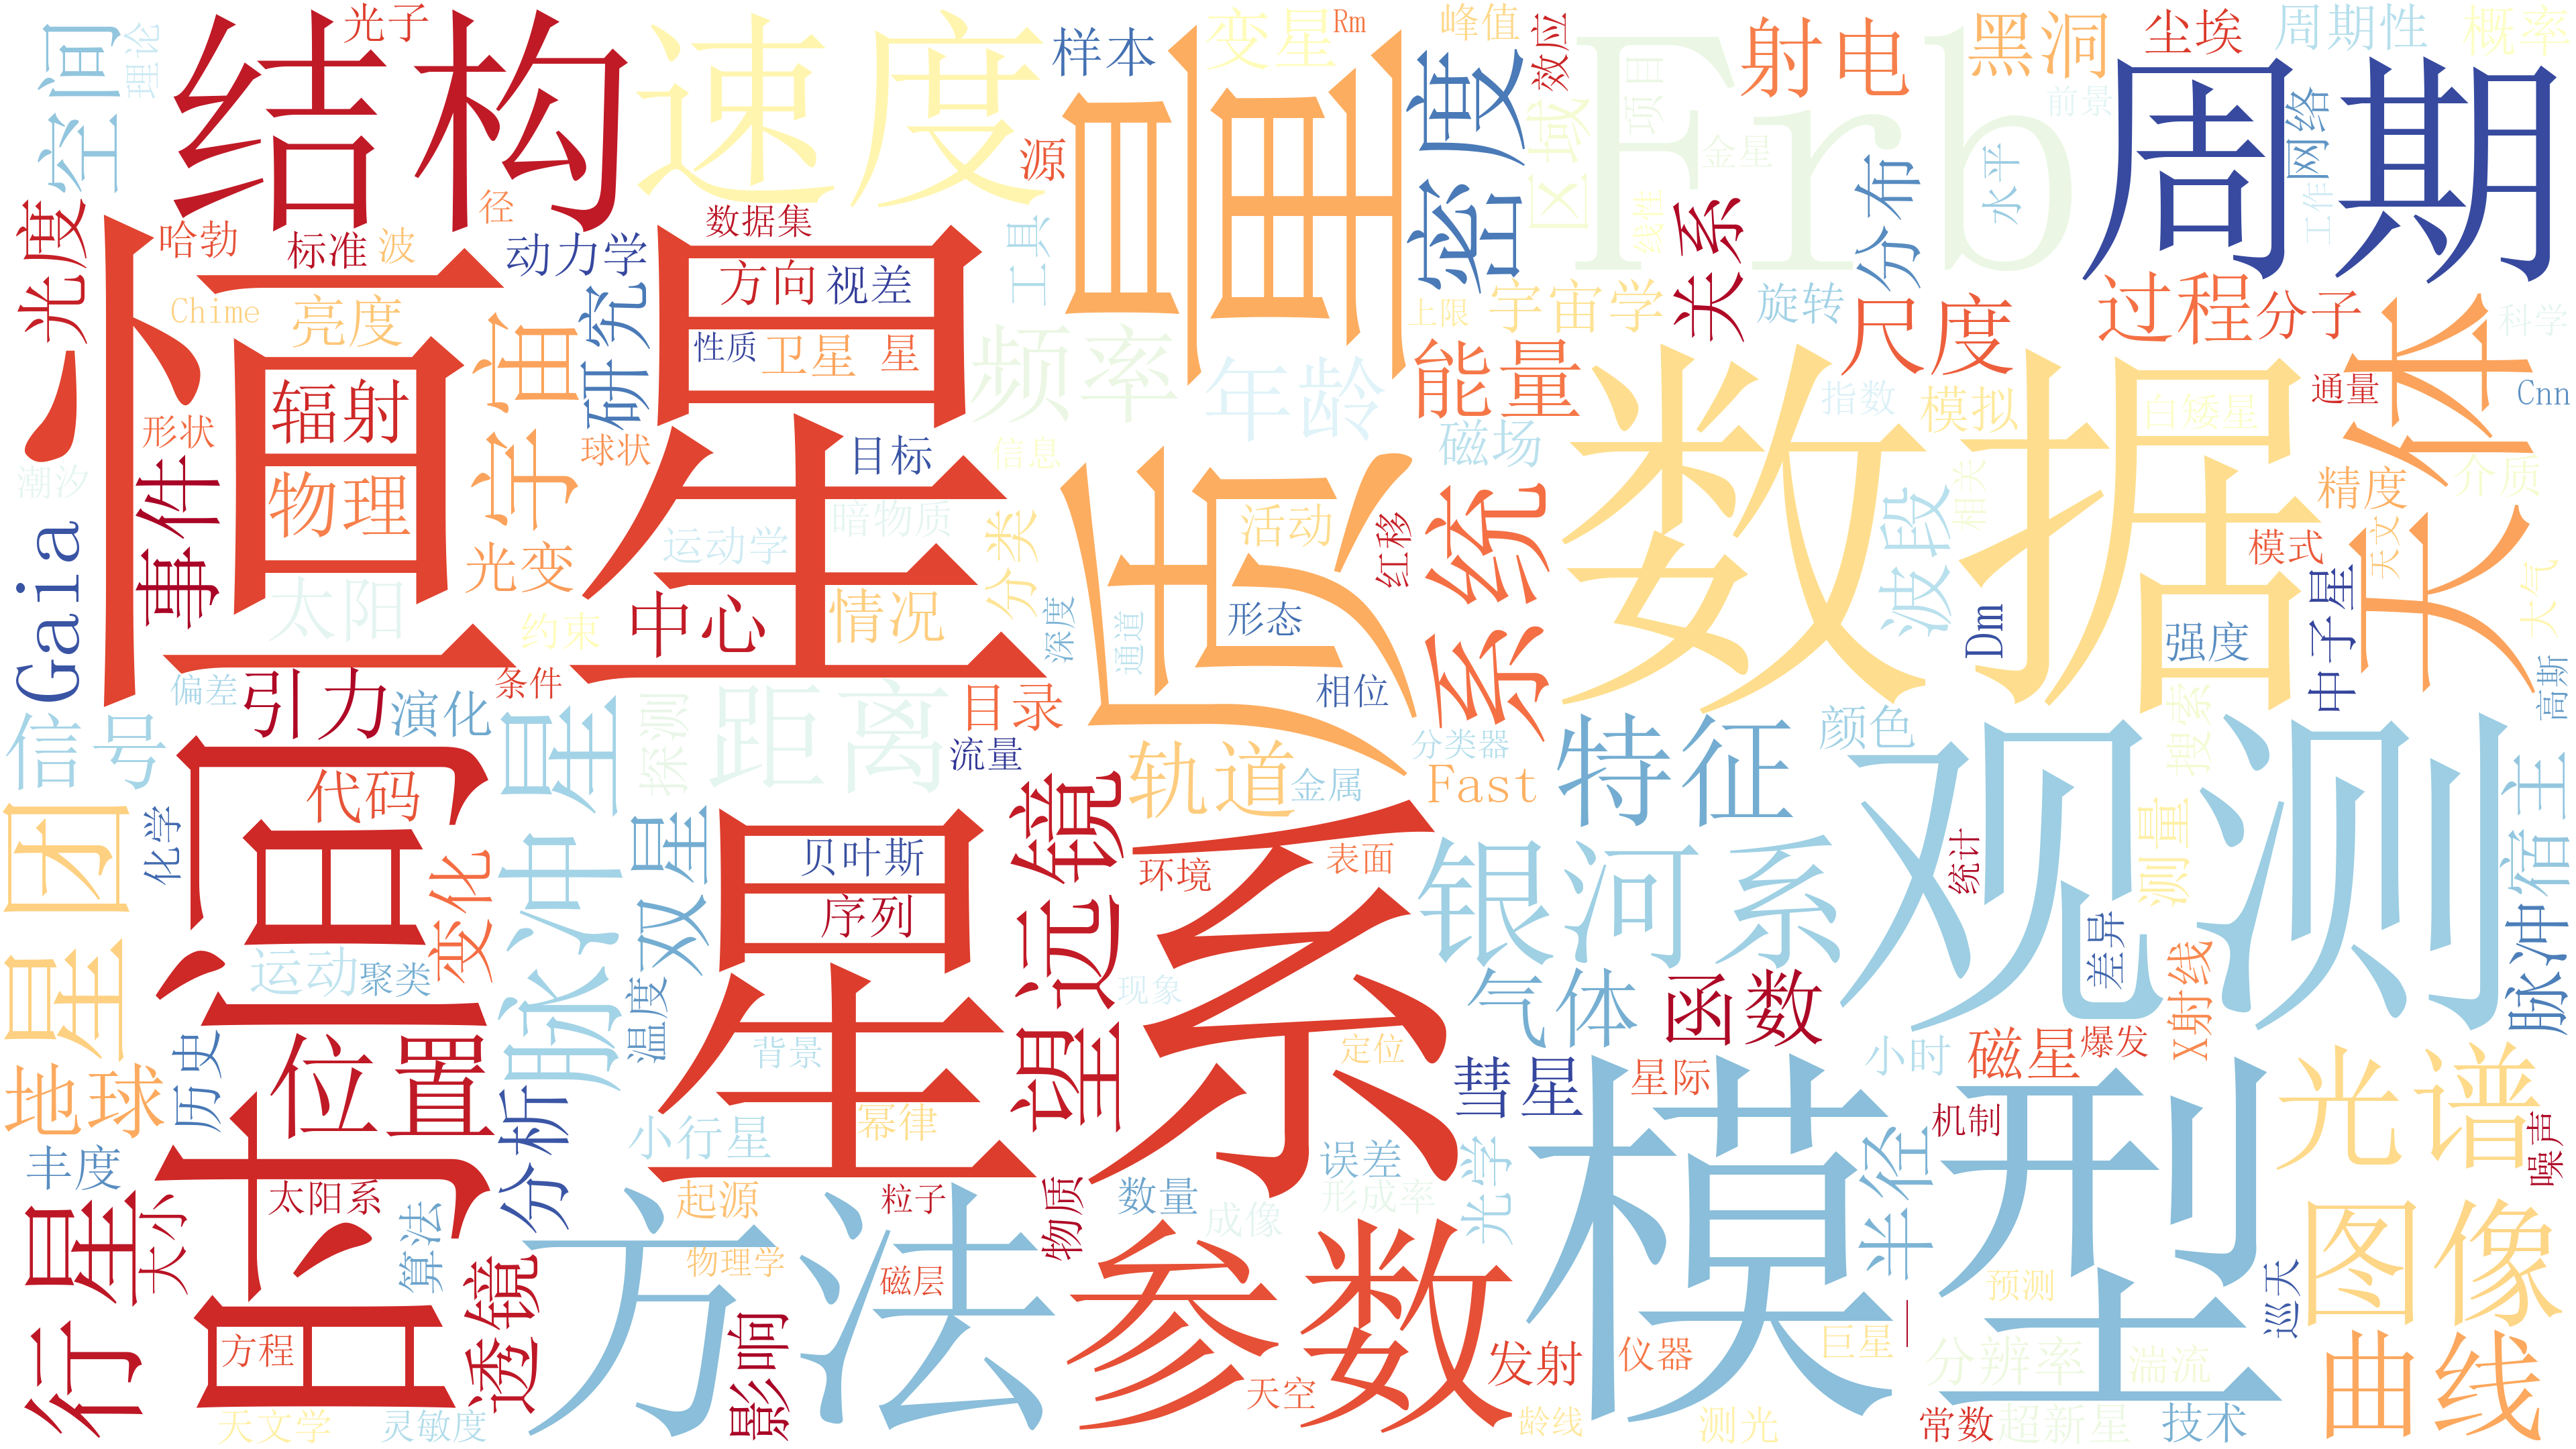 恒星
星系
质量
数据
模型
观测
时间
方法
结构
速度
Frb
周期
参数
天体
密度
系统
望远镜
特征
银河系
频率
年龄
距离
脉冲星
宇宙
光谱
图像
曲线
行星
星团
地球
位置
事件
Gaia
光度
空间
理论
光子
哈勃
标准
波
径
动力学
数据集
Chime
亮度
研究
方向
视差
性质
卫星
星
辐射
物理
形状
潮汐
球状
目标
光变
太阳
运动学
暗物质
约束
中心
情况
引力
演化
偏差
条件
目录
流量
探测
信号
代码
化学
变化
双星
贝叶斯
序列
运动
聚类
温度
历史
背景
丰度
大小
太阳系
算法
分析
小行星
幂律
起源
粒子
物理学
磁层
透镜
影响
方程
天文学
灵敏度
样本
变星
Rm
峰值
效应
源
工具
项目
区域
金星
线性
射电
黑洞
尘埃
周期性
概率
前景
网络
工作
水平
分布
关系
旋转
宇宙学
上限
能量
尺度
过程
分子
科学
通量
Cnn
指数
模拟
白矮星
磁场
信息
分类
活动
红移
形态
深度
通道
相位
波段
相关
精度
介质
模式
天文
大气
中子星
Dm
强度
高斯
搜索
颜色
分类器
轨道
金属
Fast
环境
表面
现象
定位
气体
函数
统计
测量
宿主
差异
脉冲
X射线
彗星
星际
小时
磁星
爆发
机制
半径
噪声
误差
数量
形成率
光学
成像
物质
预测
巡天
巨星
分辨率
湍流
发射
仪器
天空
龄线
测光
常数
超新星
技术
一